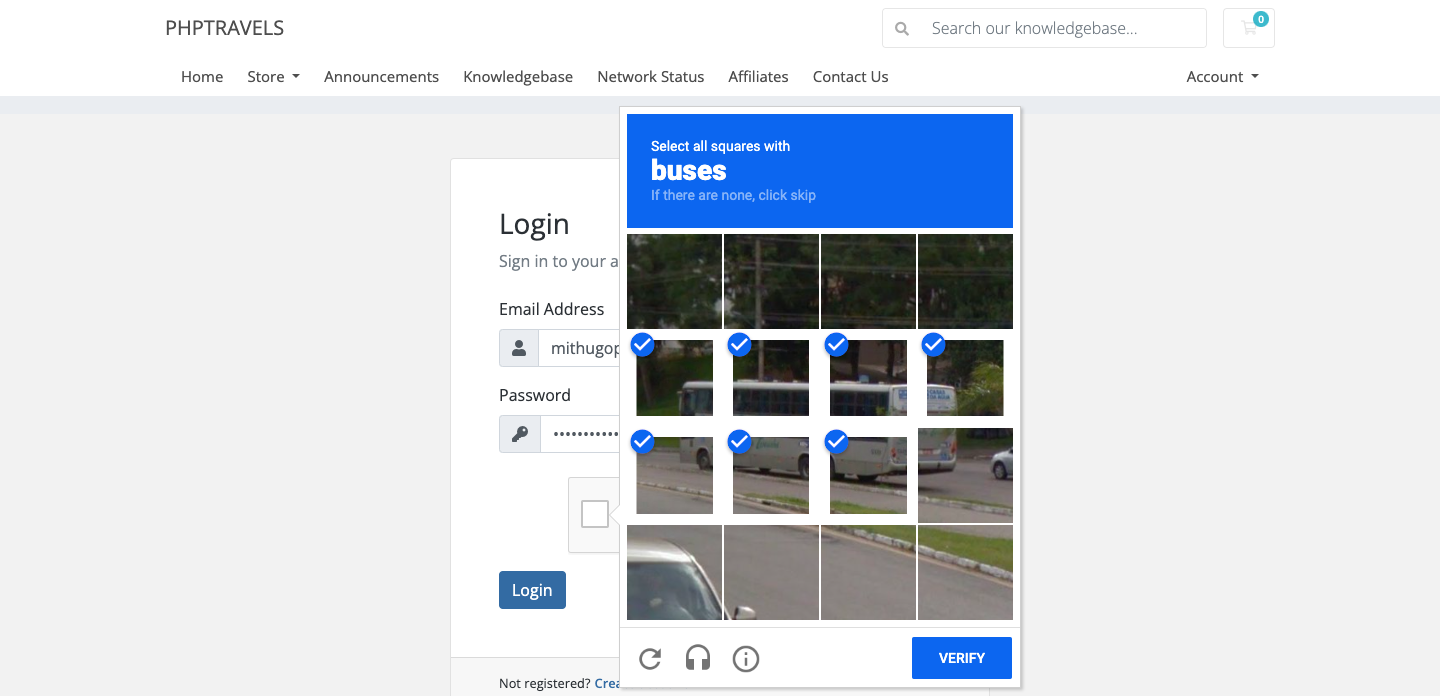 PHPTRAVELS
Search our knowledgebase...
0
Home Store Announcements Knowledgebase Network Status Affiliates Contact Us Account
Select all squares with
buses
If there are none, click skip
Login
Sign in to your a
Email Address
mithugop
Password
Login
VERIFY
Not registered? Crea